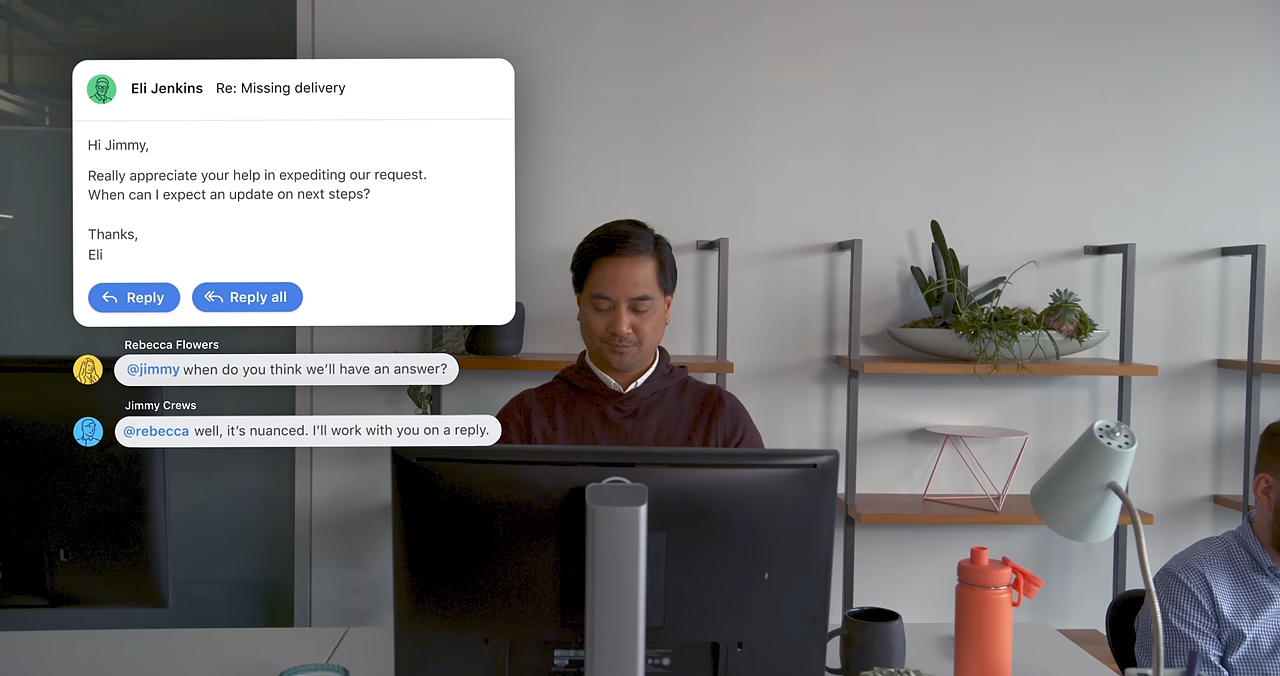 Eli Jenkins Re: Missing delivery
Hi Jimmy,
Really appreciate your help in expediting our request.
When can I expect an update on next steps?
Thanks,
Eli
Reply Reply all
Rebecca Flowers
@jimmy when do you think we’ll have an answer?
Jimmy Crews
@rebecca well, it’s nuanced. I’ll work with you on a reply.